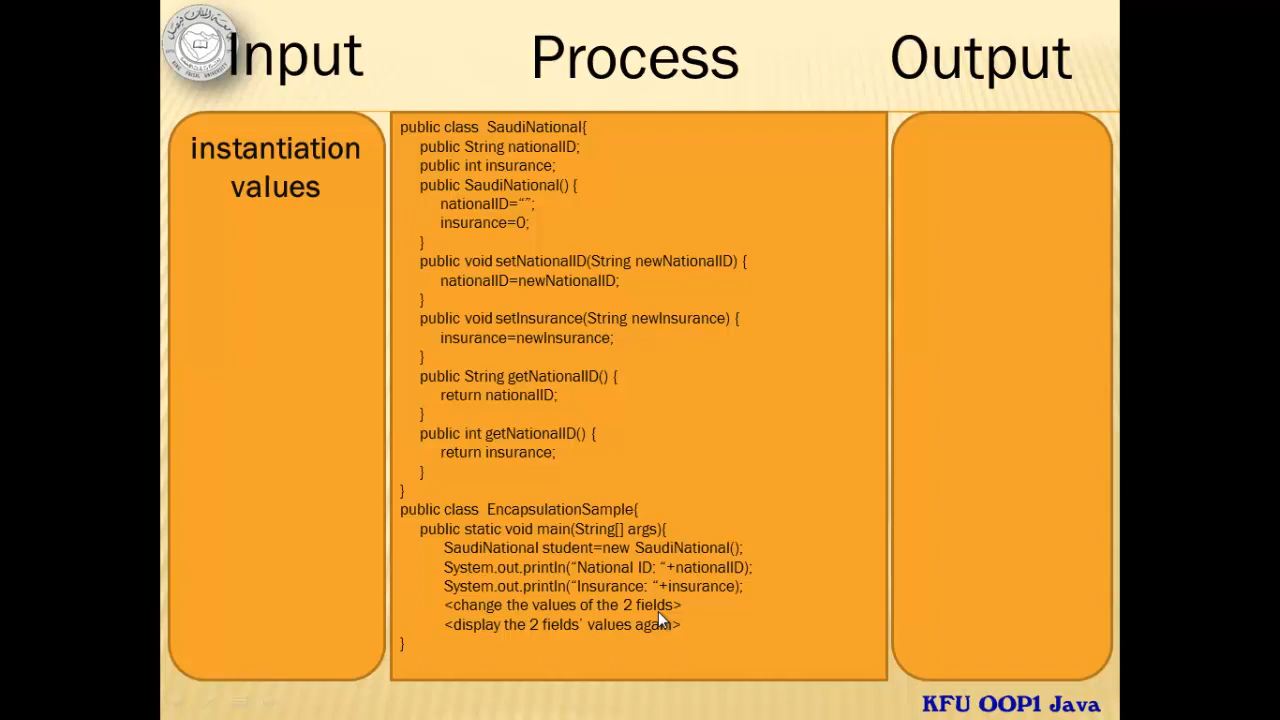 Input
Process
Output
instantiation
values
public class  SaudiNational{
public String nationalID;
public int insurance;
public SaudiNational() {
nationalID=“”;
insurance=0;
}
public void setNationalID(String newNationalID) {
nationalID=newNationalID;
}
public void setInsurance(String newInsurance) {
insurance=newInsurance;
}
public String getNationalID() {
return nationalID;
}
public int getNationalID() {
return insurance;
}
}
public class  EncapsulationSample{
public static void main(String[] args){
SaudiNational student=new SaudiNational();
System.out.println(“National ID: “+nationalID);
System.out.println(“Insurance: “+insurance);
<change the values of the 2 fields>
<display the 2 fields’ values again>
}
KFU OOP1 Java